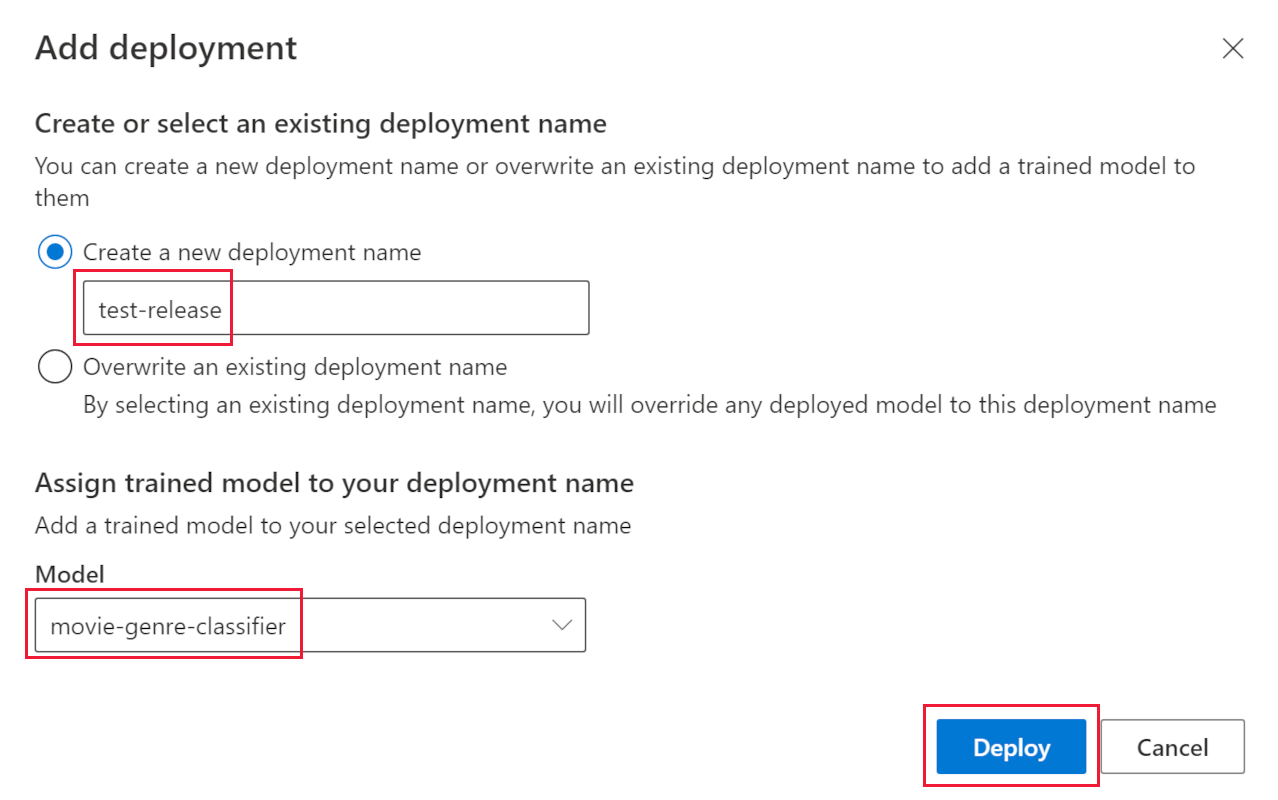 Add deployment
Create or select an existing deployment name
You can create a new deployment name or overwrite an existing deployment name to add a trained model to
them
Create a new deployment name
test-release
Overwrite an existing deployment name
By selecting an existing deployment name, you will override any deployed model to this deployment name
Assign trained model to your deployment name
Add a trained model to your selected deployment name
Model
movie-genre-classifier
Deploy
Cancel